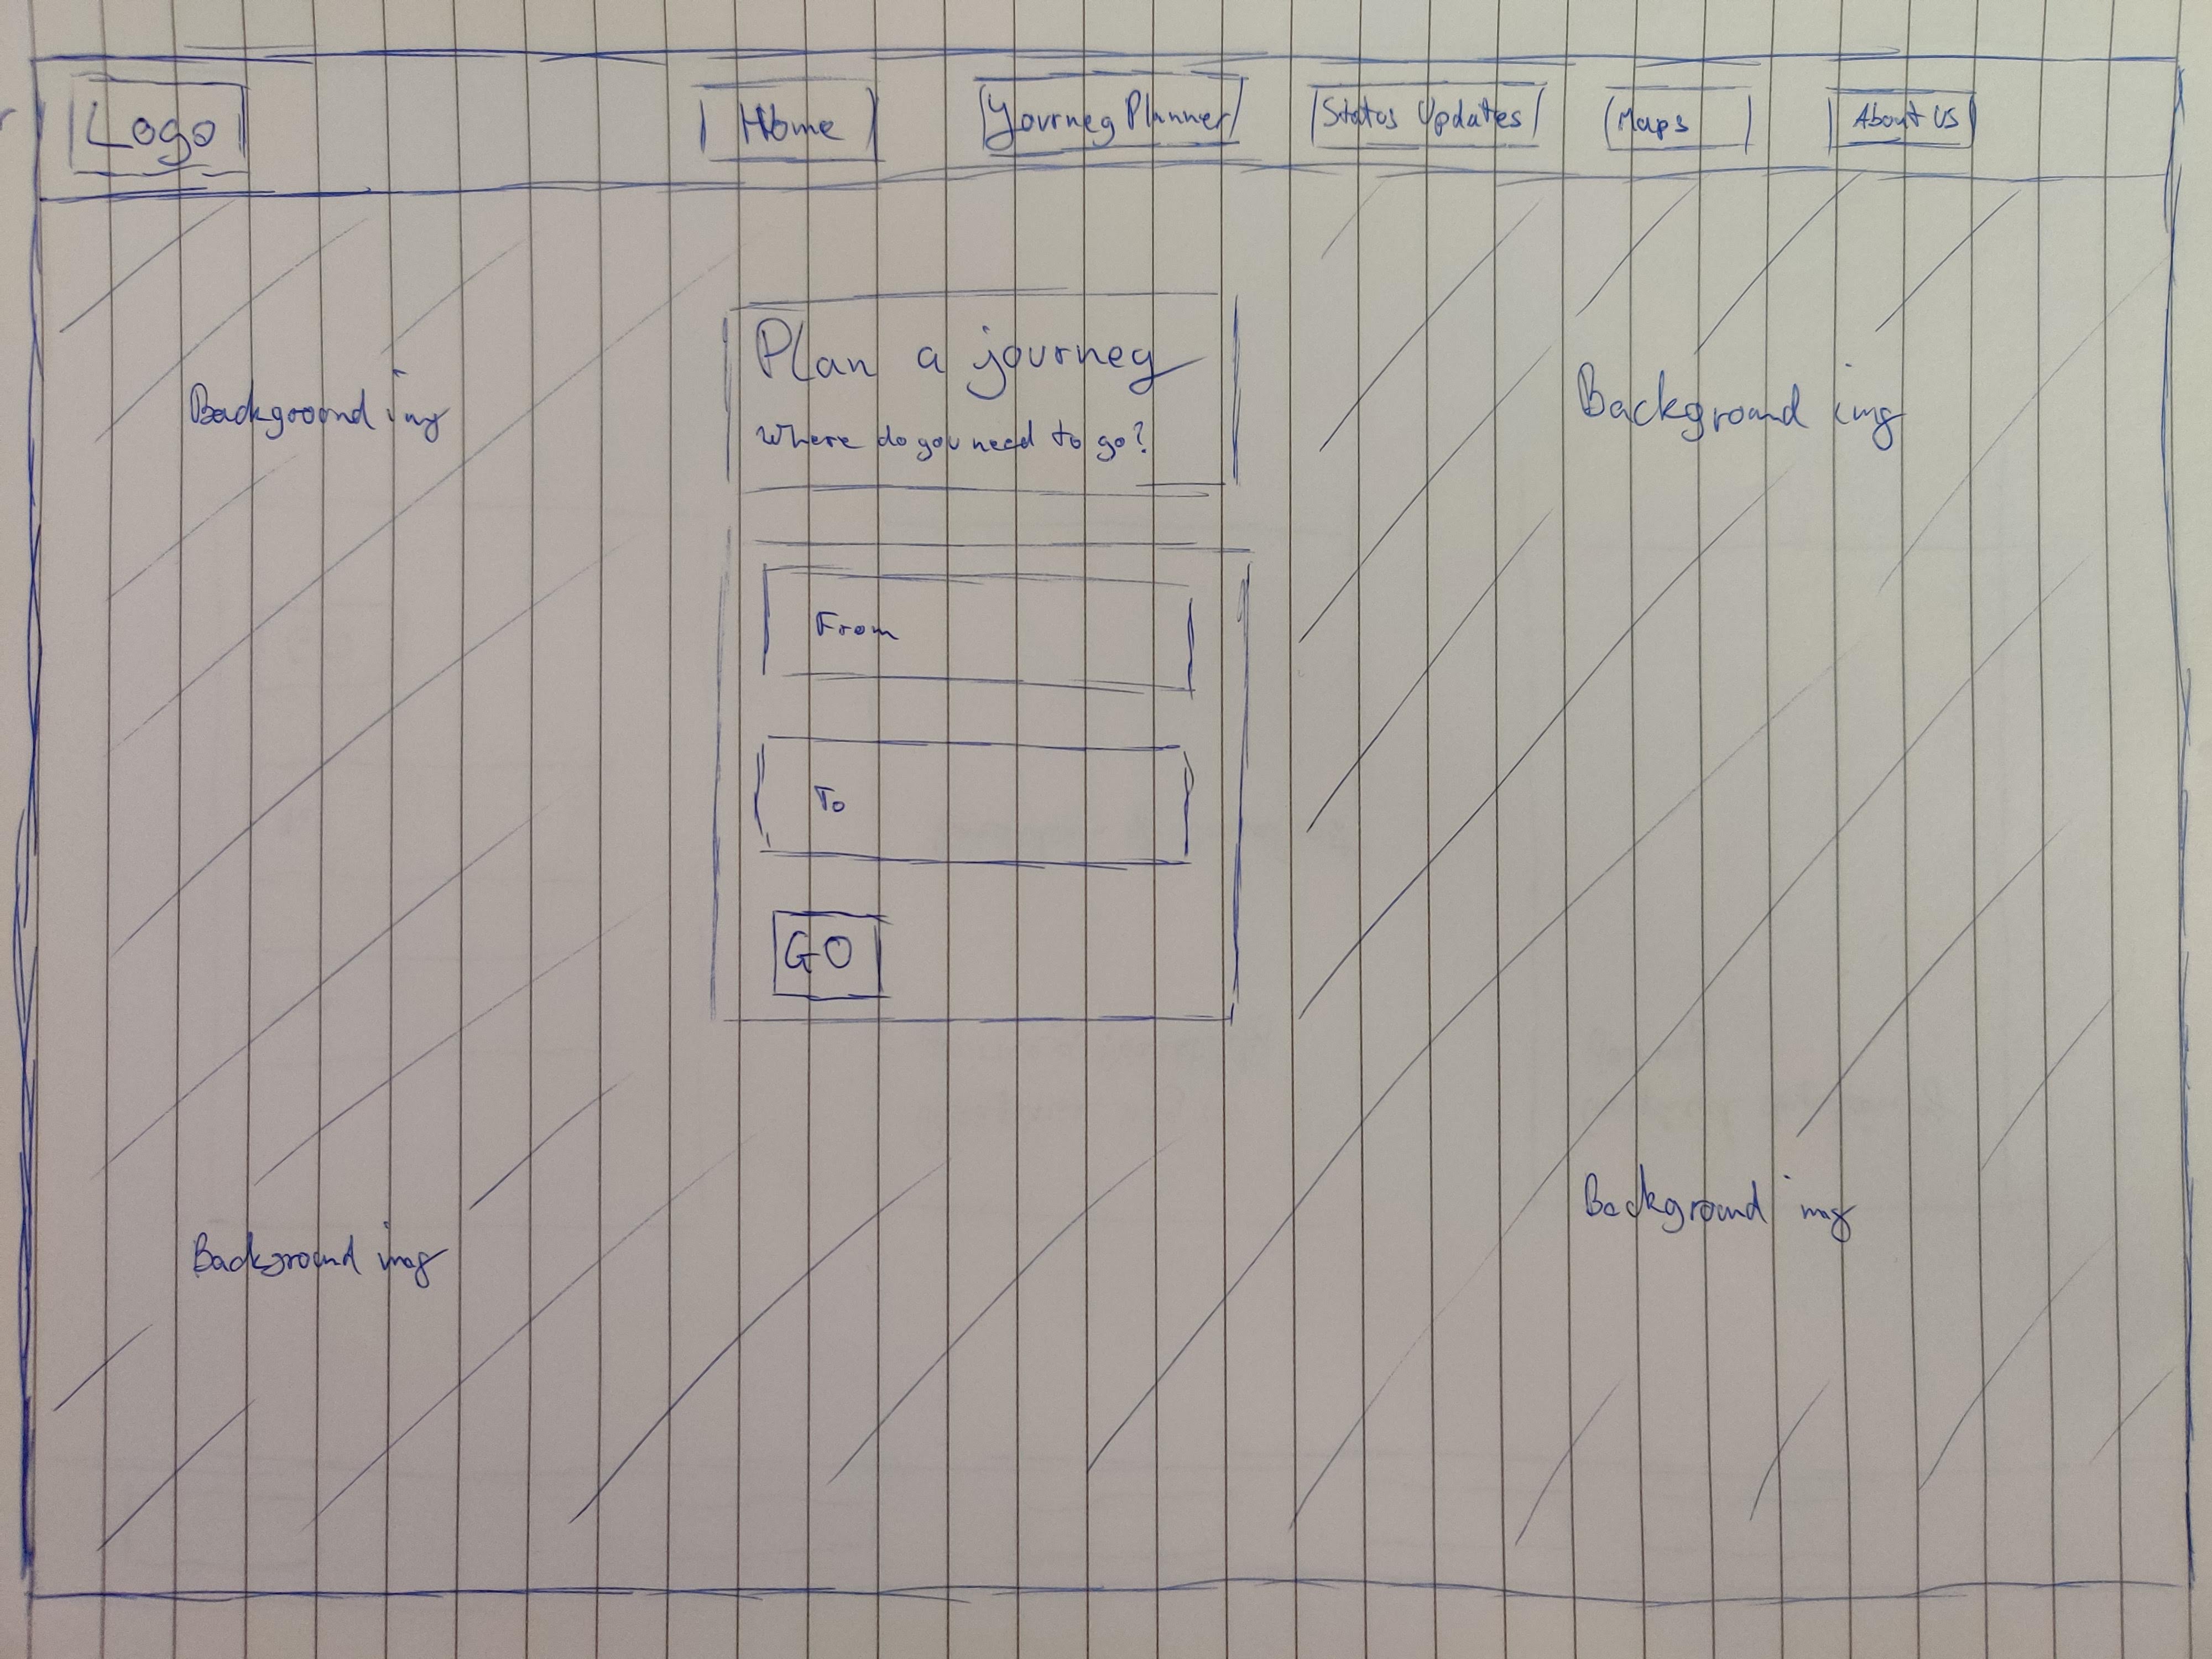 Logo Home Journey Planner Status Updates Maps About US
Plan a journey
Where do you need to go?
Background img Background img
From
To
GO
Background img Background img